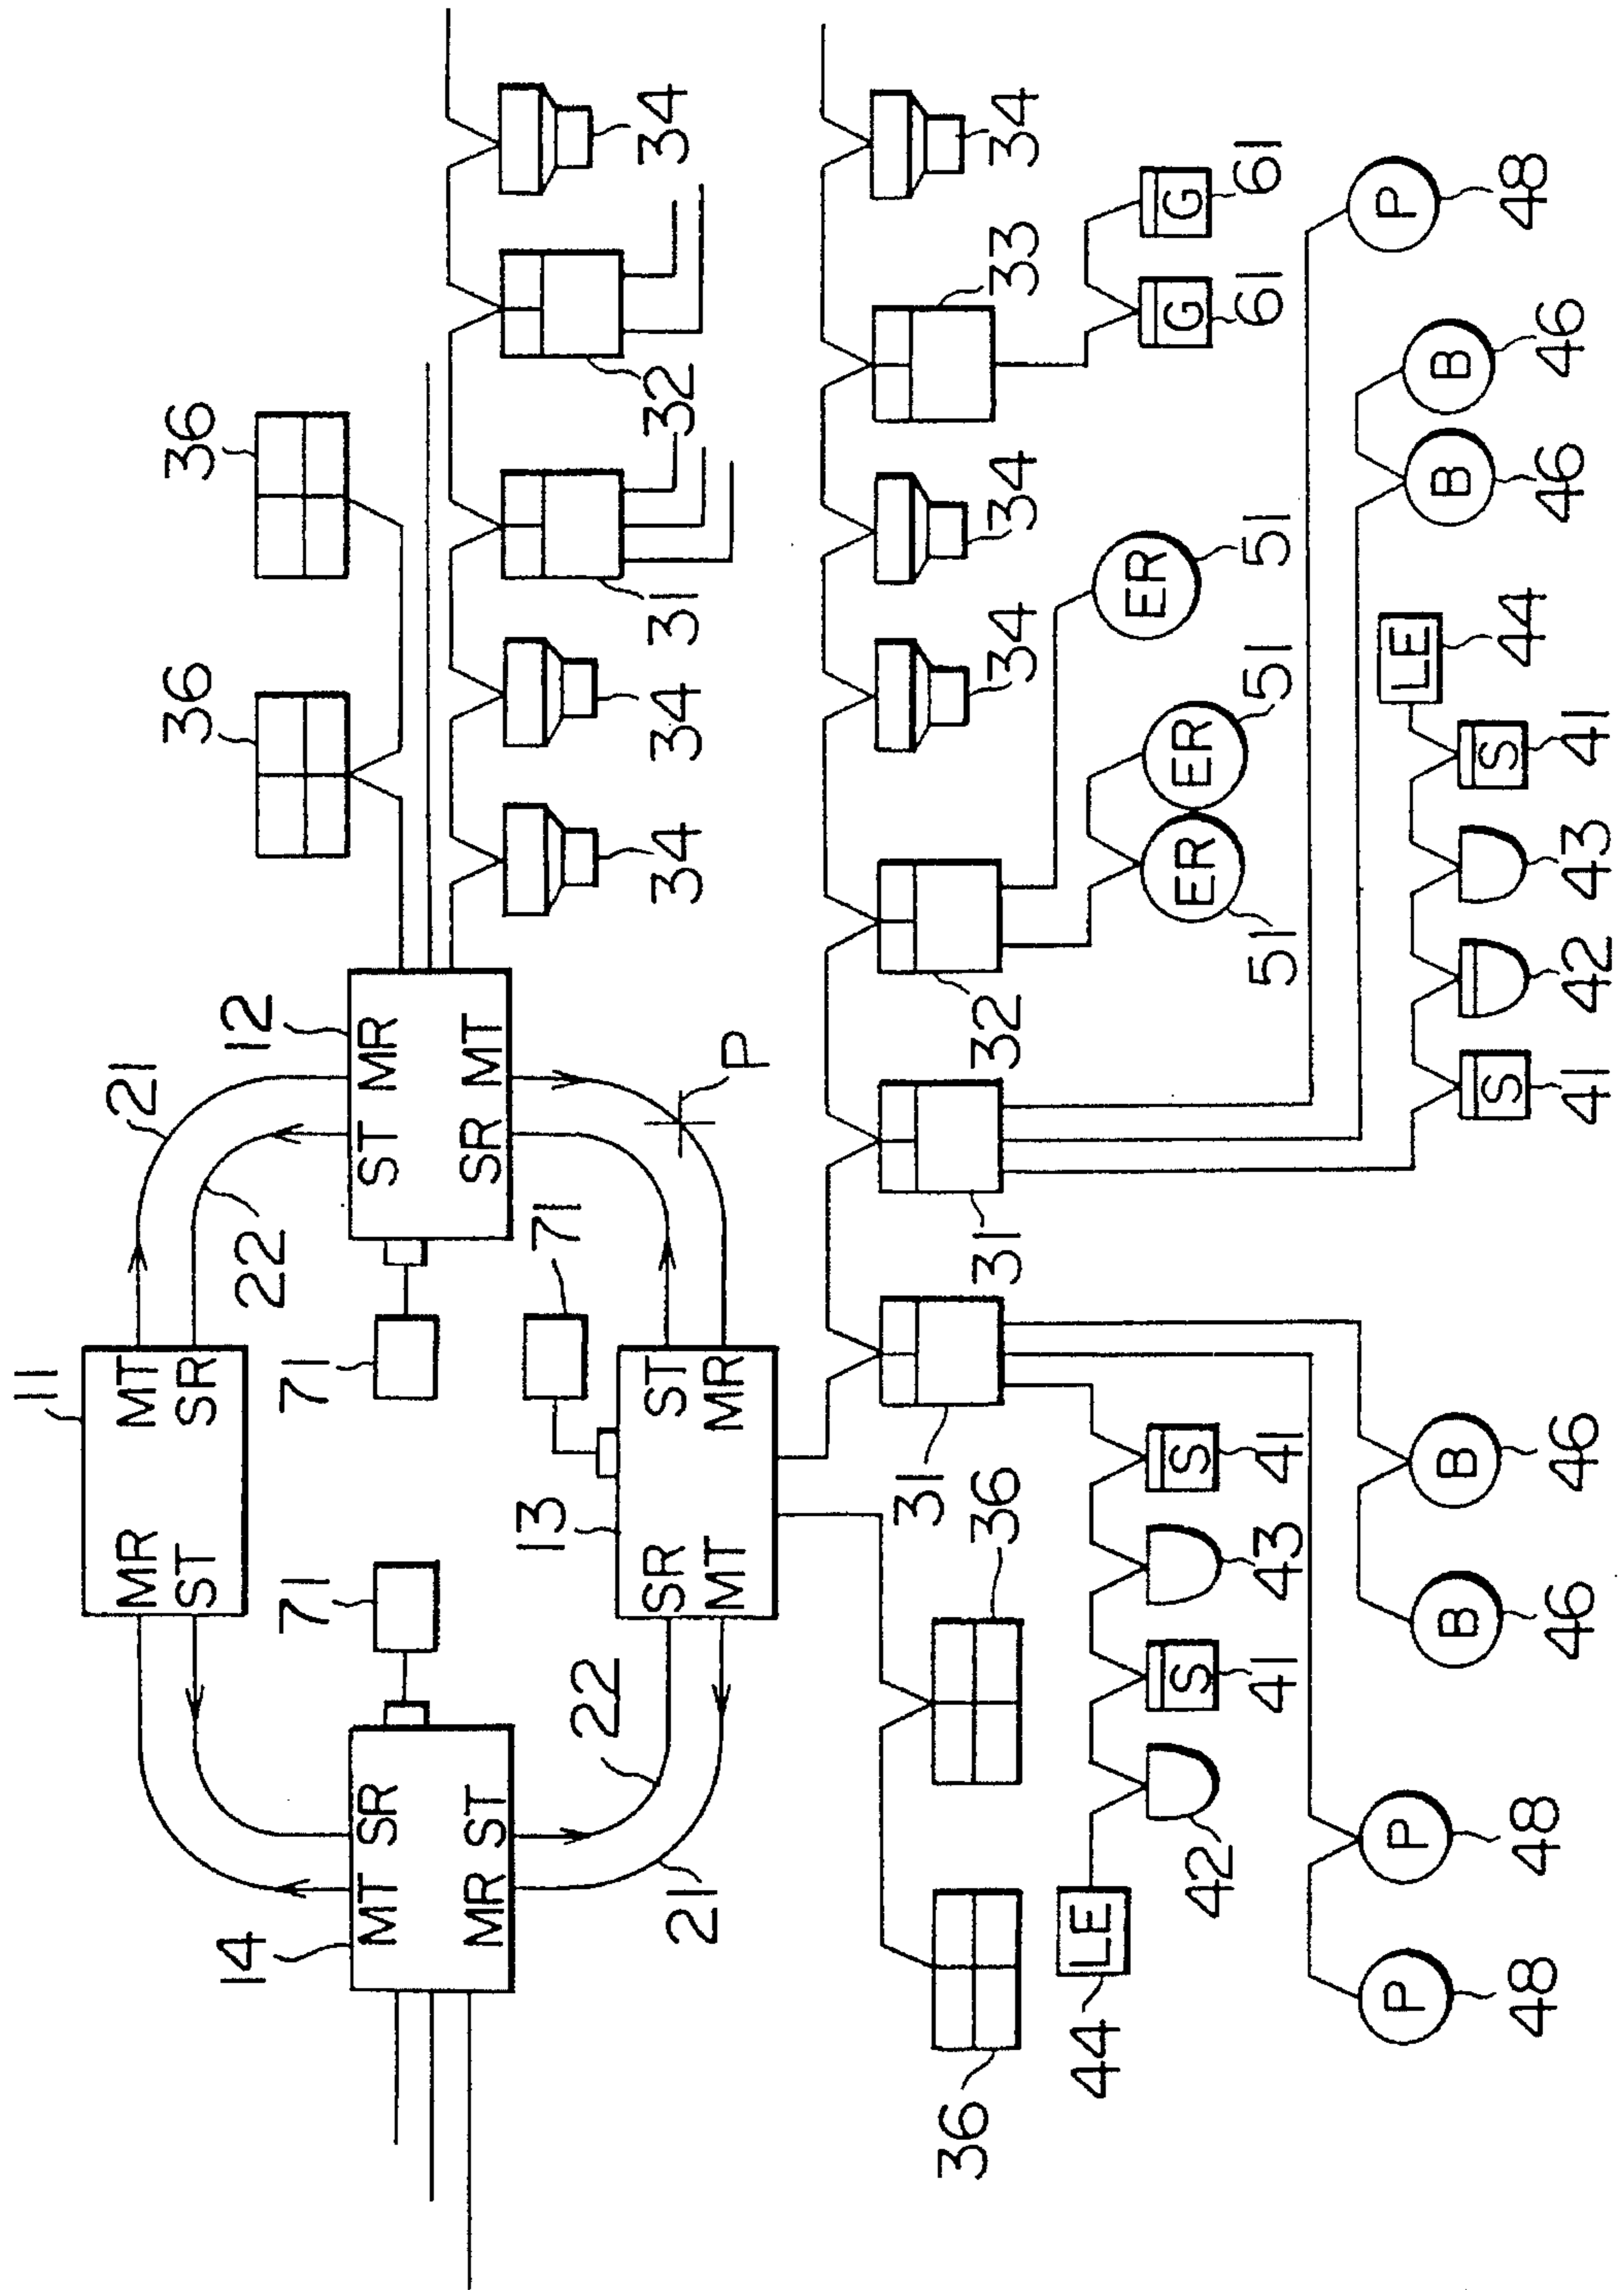 11
MR MT 21
ST SR 36 36
14 22 12
71 71
MT SR ST MR
MR ST SR MT
13 71
22
SR ST
34 34 31 32 34
21
MT MR P
31
36 36 31 32 34 34 33 34
44 LE
ER
S S ER ER G G
42
41 43 41 51 51 51 61 61
P P P
LE
B B B B
S S
48 48 44 48
46 46 41 42 43 41 46 46